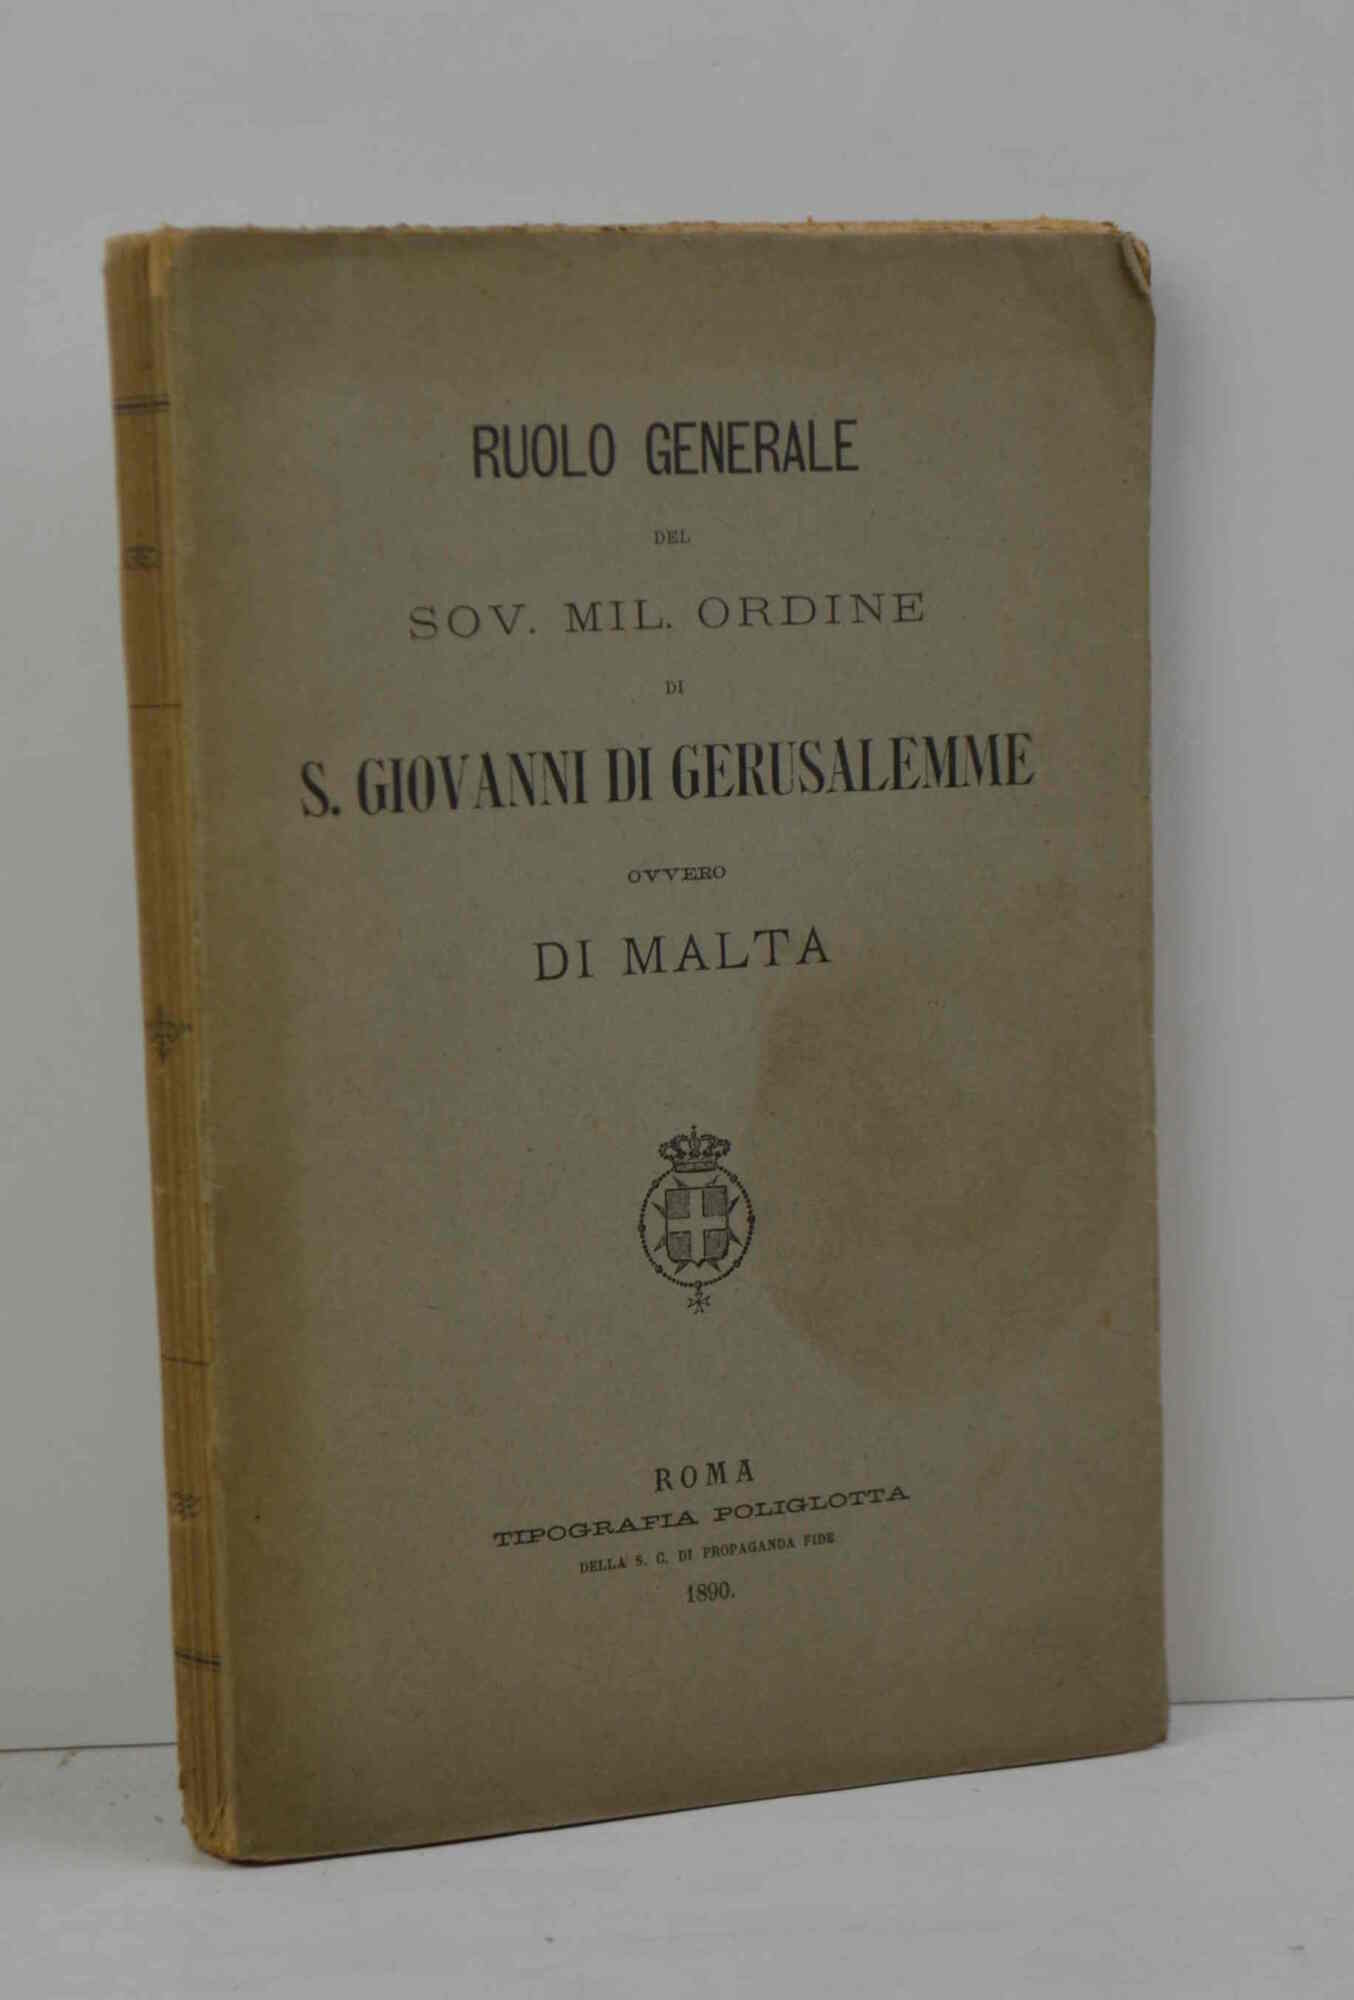 RUOLO GENERALE
DEL
SOV. MIL. ORDINE
DI
S. GIOVANNI DI GERUSALEMME
OVVERO
DI MALTA
ROMA
TIPOGRAFIA POLIGLOTTA
DELLA S. C. DI PROPAGANDA FIDE
1890.